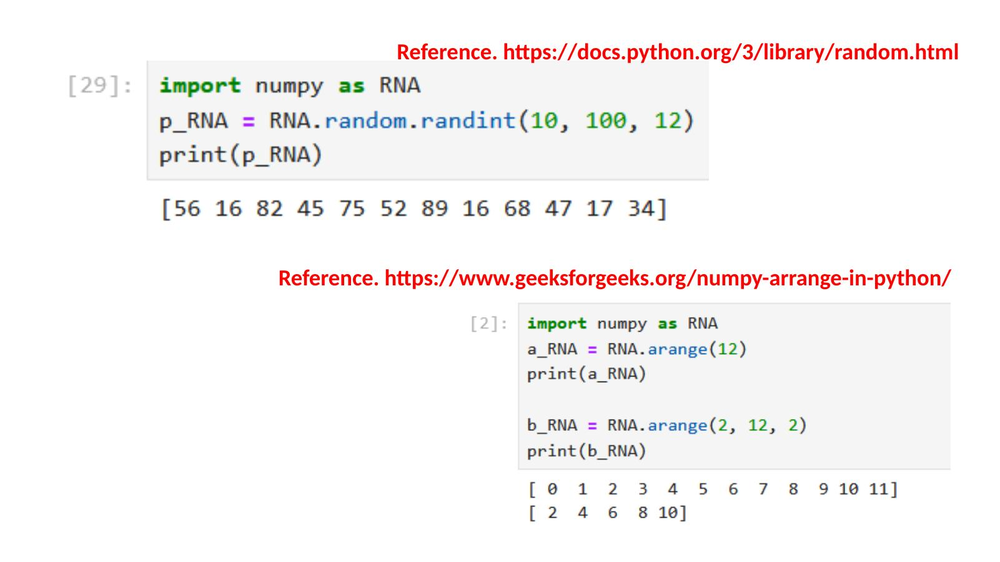 Reference. https://docs.python.org/3/library/random.html
[29]: import numpy as RNA
p_RNA = RNA.random.randint(10, 100, 12)
print(p_RNA)
[56 16 82 45 75 52 89 16 68 47 17 34]
Reference. https://www.geeksforgeeks.org/numpy-arrange-in-python/
[2]: import numpy as RNA
a_RNA = RNA.arange(12)
print(a_RNA)
b_RNA = RNA.arange(2, 12, 2)
print(b_RNA)
[ 0  1  2  3  4  5  6  7  8  9 10 11]
[ 2  4  6  8 10]